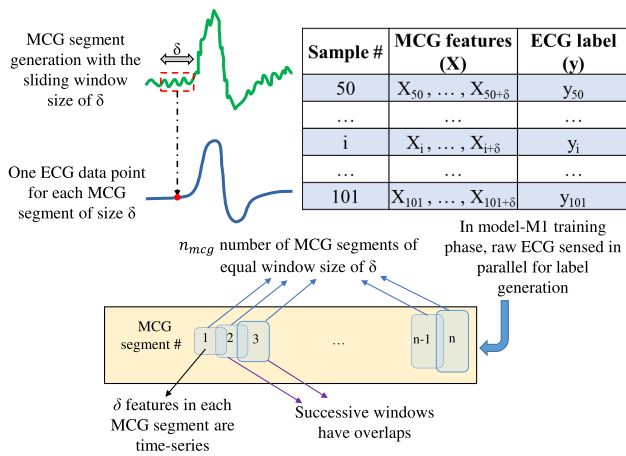 MCG segment
generation with the
sliding window
size of δ
δ
One ECG data point
for each MCG
segment of size δ
Sample # MCG features (X) ECG label (y)
50 X₅₀ , … , X₅₀₊δ y₅₀
… … …
i Xᵢ , … , Xᵢ₊δ yᵢ
… … …
101 X₁₀₁ , … , X₁₀₁₊δ y₁₀₁
In model-M1 training
phase, raw ECG sensed in
parallel for label
generation
n_{mcg} number of MCG segments of
equal window size of δ
MCG
segment #
1 2 3 … n-1 n
δ features in each
MCG segment are
time-series
Successive windows
have overlaps